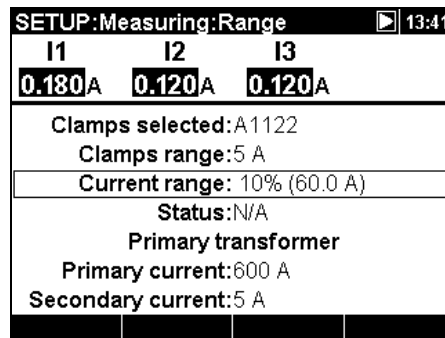 SETUP:Measuring:Range 13:41
I1 I2 I3
0.180A 0.120A 0.120A
Clamps selected:A1122
Clamps range:5 A
Current range: 10% (60.0 A)
Status:N/A
Primary transformer
Primary current:600 A
Secondary current:5 A